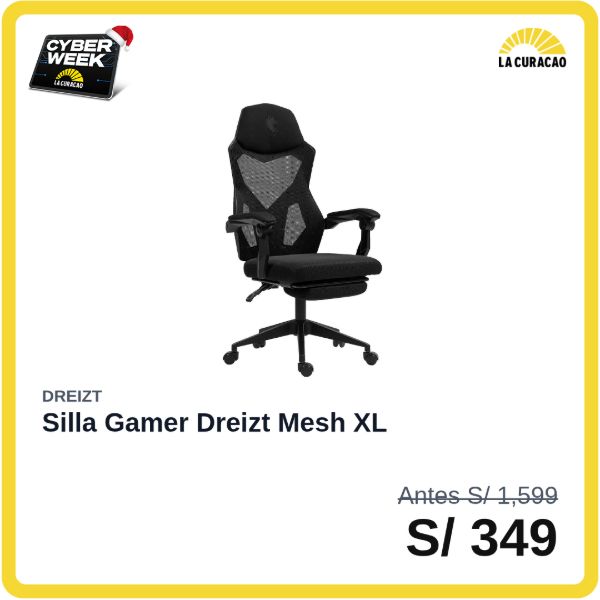 CYBER
WEEK
LA CURACAO
LA CURACAO
DREIZT
Silla Gamer Dreizt Mesh XL
Antes S/ 1,599
S/ 349